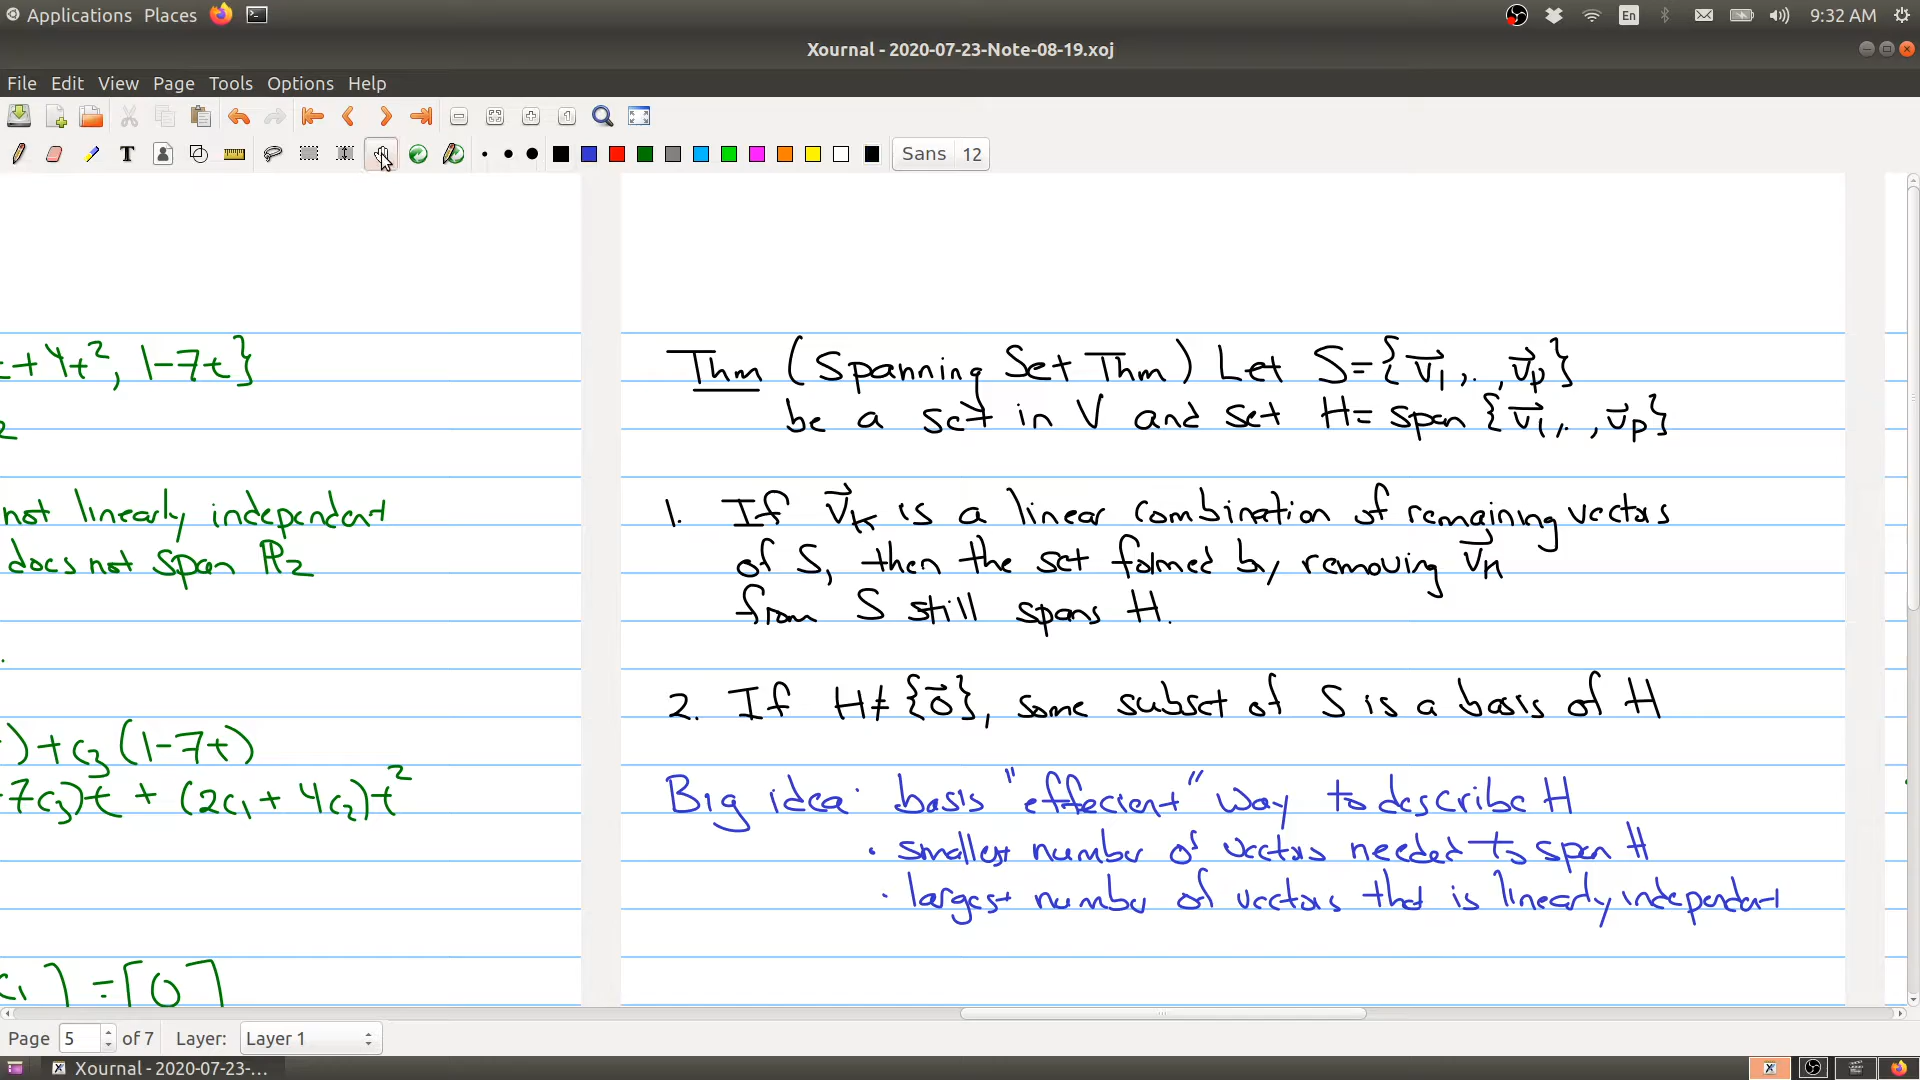 Applications Places En 9:32 AM
Xournal - 2020-07-23-Note-08-19.xoj
File Edit View Page Tools Options Help
T Sans 12
t + 4t², 1-7t}
2
not linearly independent
does not span ℙ₂
) + c₃ (1-7t)
7c₃)t + (2c₁ + 4c₂)t²
c₁] = [0]
Thm (Spanning Set Thm) Let S={v⃗₁,..,v⃗p}
be a set in V and set H= span {v⃗₁,..,v⃗p}
1. If v⃗k is a linear combination of remaining vectors
of S, then the set formed by removing v⃗k
from S still spans H.
2. If H≠{0⃗}, some subset of S is a basis of H
Big idea: basis "effecient" way to describe H
• smallest number of vectors needed to span H
• largest number of vectors that is linearly independent
Page 5 of 7 Layer: Layer 1
Xournal - 2020-07-23-...